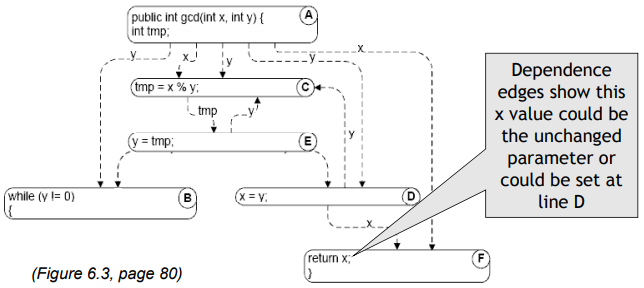 public int gcd(int x, int y) {
int tmp;
A
y
x
y
y
x
tmp = x % y;
C
tmp
y
y
y = tmp;
E
while (y != 0)
{
B
x = y;
D
x
return x;
}
F
Dependence
edges show this
x value could be
the unchanged
parameter or
could be set at
line D
(Figure 6.3, page 80)